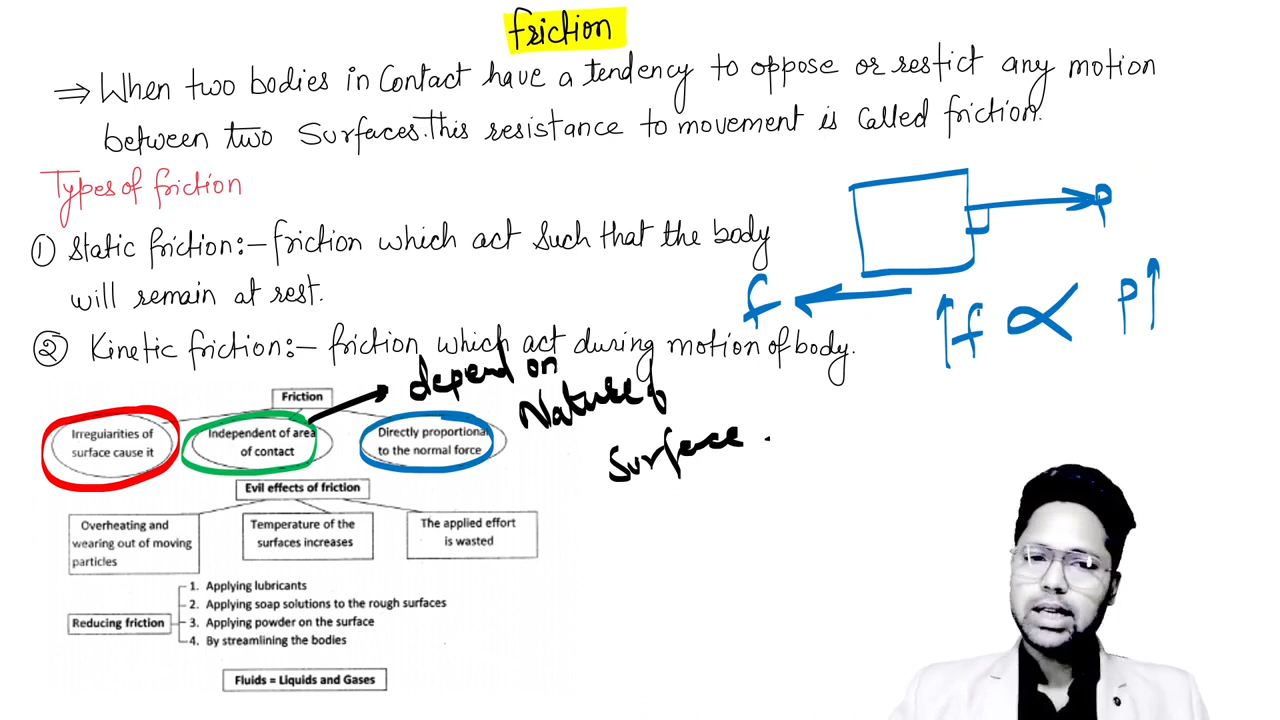 friction
⇒ When two bodies in Contact have a tendency to oppose or restict any motion
between two Surfaces. This resistance to movement is called friction.
Types of friction
① Static friction:- friction which act such that the body
will remain at rest.
② Kinetic friction:- friction which act during motion of body.
P
f
↑f ∝ P↑
depend on
Nature of
Surface.
Friction
Irregularities of
surface cause it
Independent of area
of contact
Directly proportional
to the normal force
Evil effects of friction
Overheating and
wearing out of moving
particles
Temperature of the
surfaces increases
The applied effort
is wasted
Reducing friction
1. Applying lubricants
2. Applying soap solutions to the rough surfaces
3. Applying powder on the surface
4. By streamlining the bodies
Fluids = Liquids and Gases